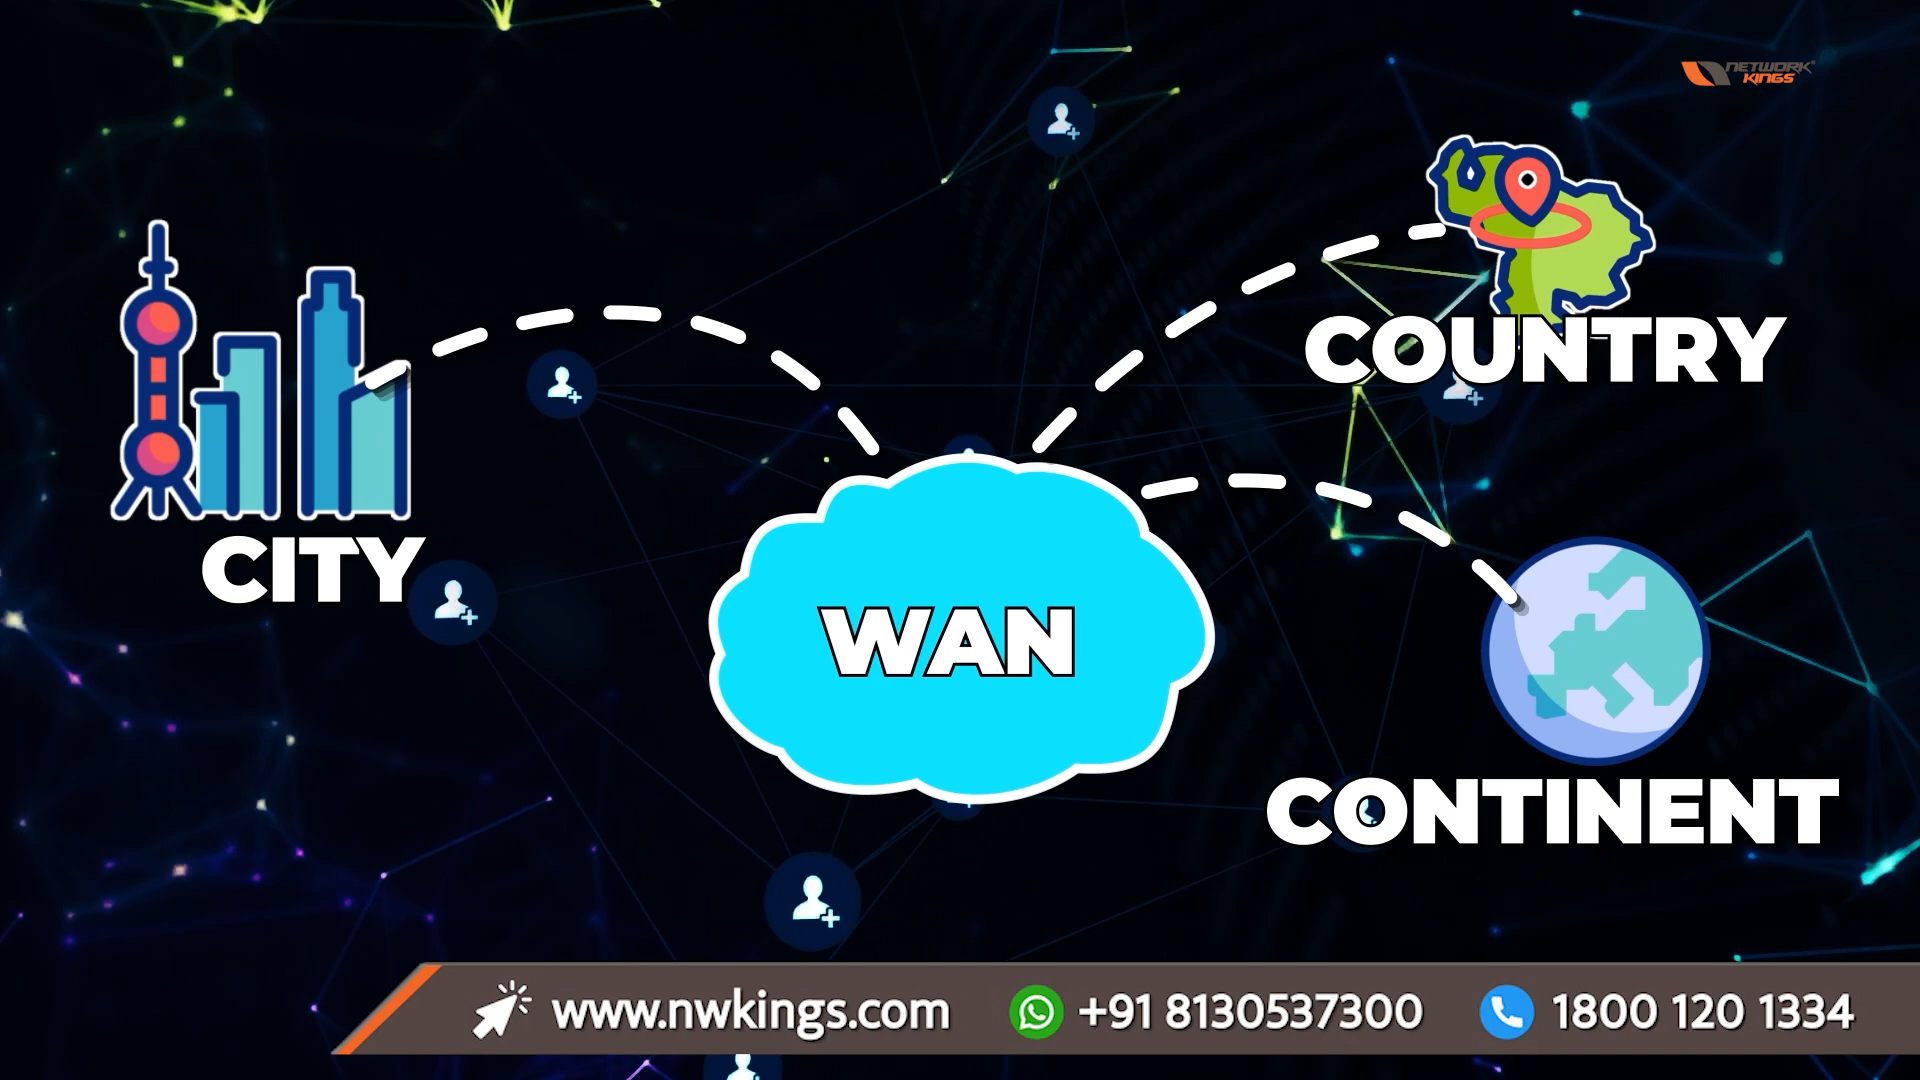 NETWORK
KINGS
COUNTRY
CITY
WAN
CONTINENT
www.nwkings.com
+91 8130537300
1800 120 1334